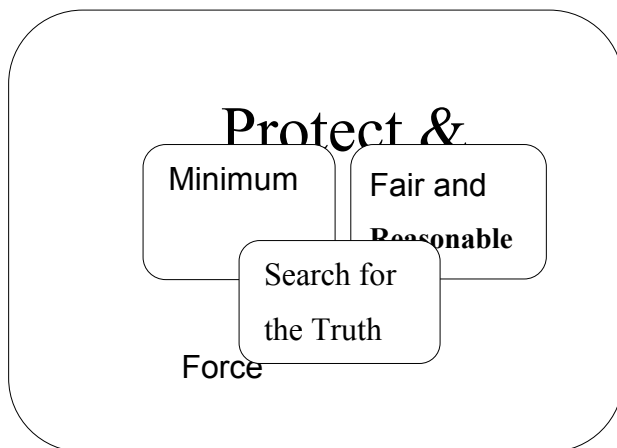 Protect &
Minimum
Fair and
Reasonable
Search for
the Truth
Force